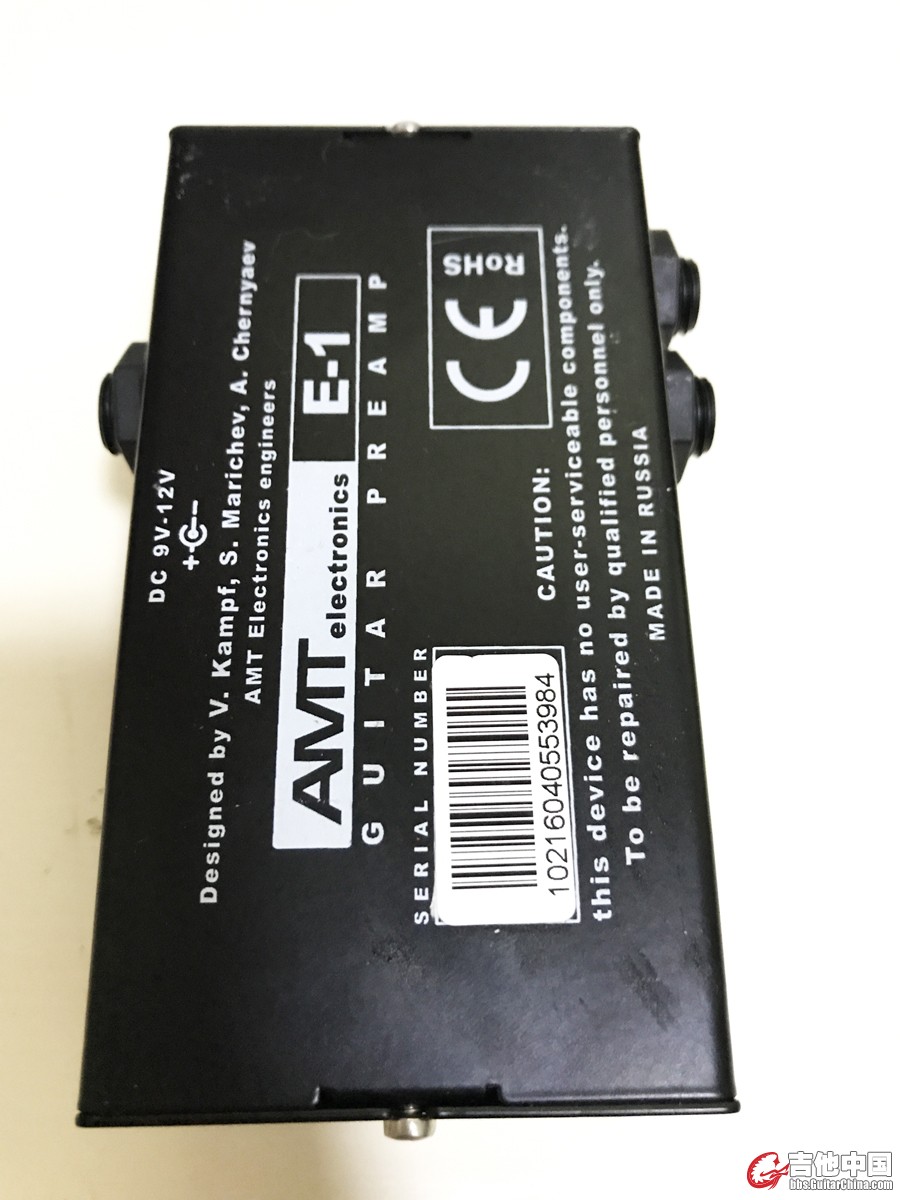 DC 9V-12V
+ -
Designed by V. Kampf, S. Marichev, A. Chernyaev
AMT Electronics engineers
AMT electronics E-1
GUITAR PREAMP
SERIAL NUMBER
10216040553984
CE RoHS
CAUTION:
this device has no user-serviceable components.
To be repaired by qualified personnel only.
MADE IN RUSSIA
吉他中国
bbs.GuitarChina.com